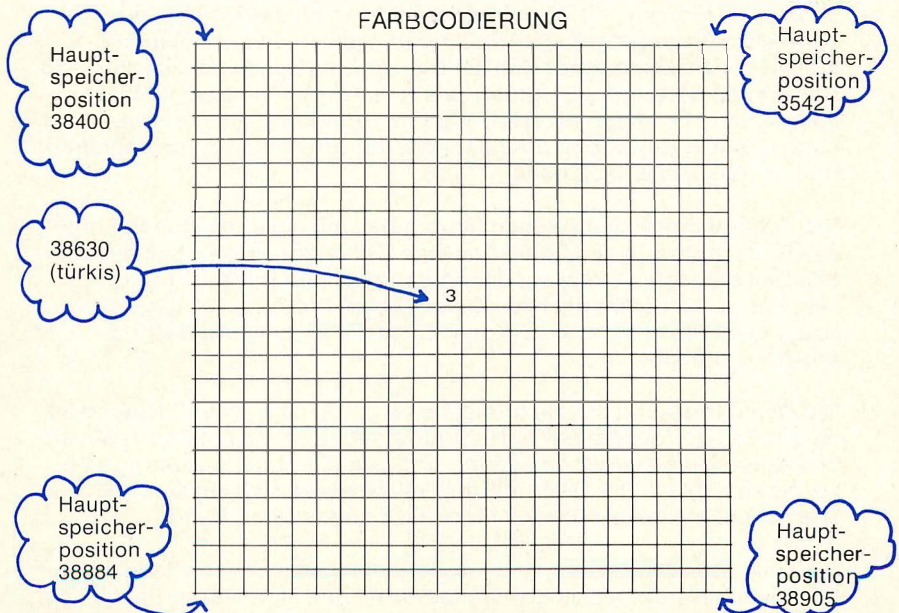 FARBCODIERUNG
Haupt-
speicher-
position
38400
Haupt-
speicher-
position
35421
38630
(türkis)
3
Haupt-
speicher-
position
38884
Haupt-
speicher-
position
38905